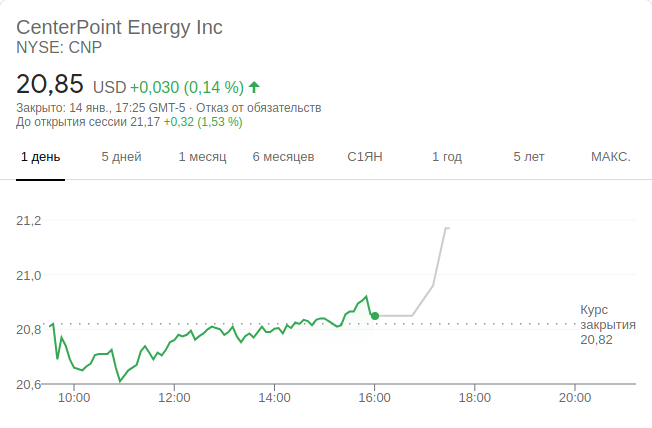 CenterPoint Energy Inc
NYSE: CNP
20,85 USD +0,030 (0,14 %)
Закрыто: 14 янв., 17:25 GMT-5 · Отказ от обязательств
До открытия сессии 21,17 +0,32 (1,53 %)
1 день 5 дней 1 месяц 6 месяцев С1ЯН 1 год 5 лет МАКС.
21,2
21,0
20,8
20,6
Курс
закрытия
20,82
10:00 12:00 14:00 16:00 18:00 20:00